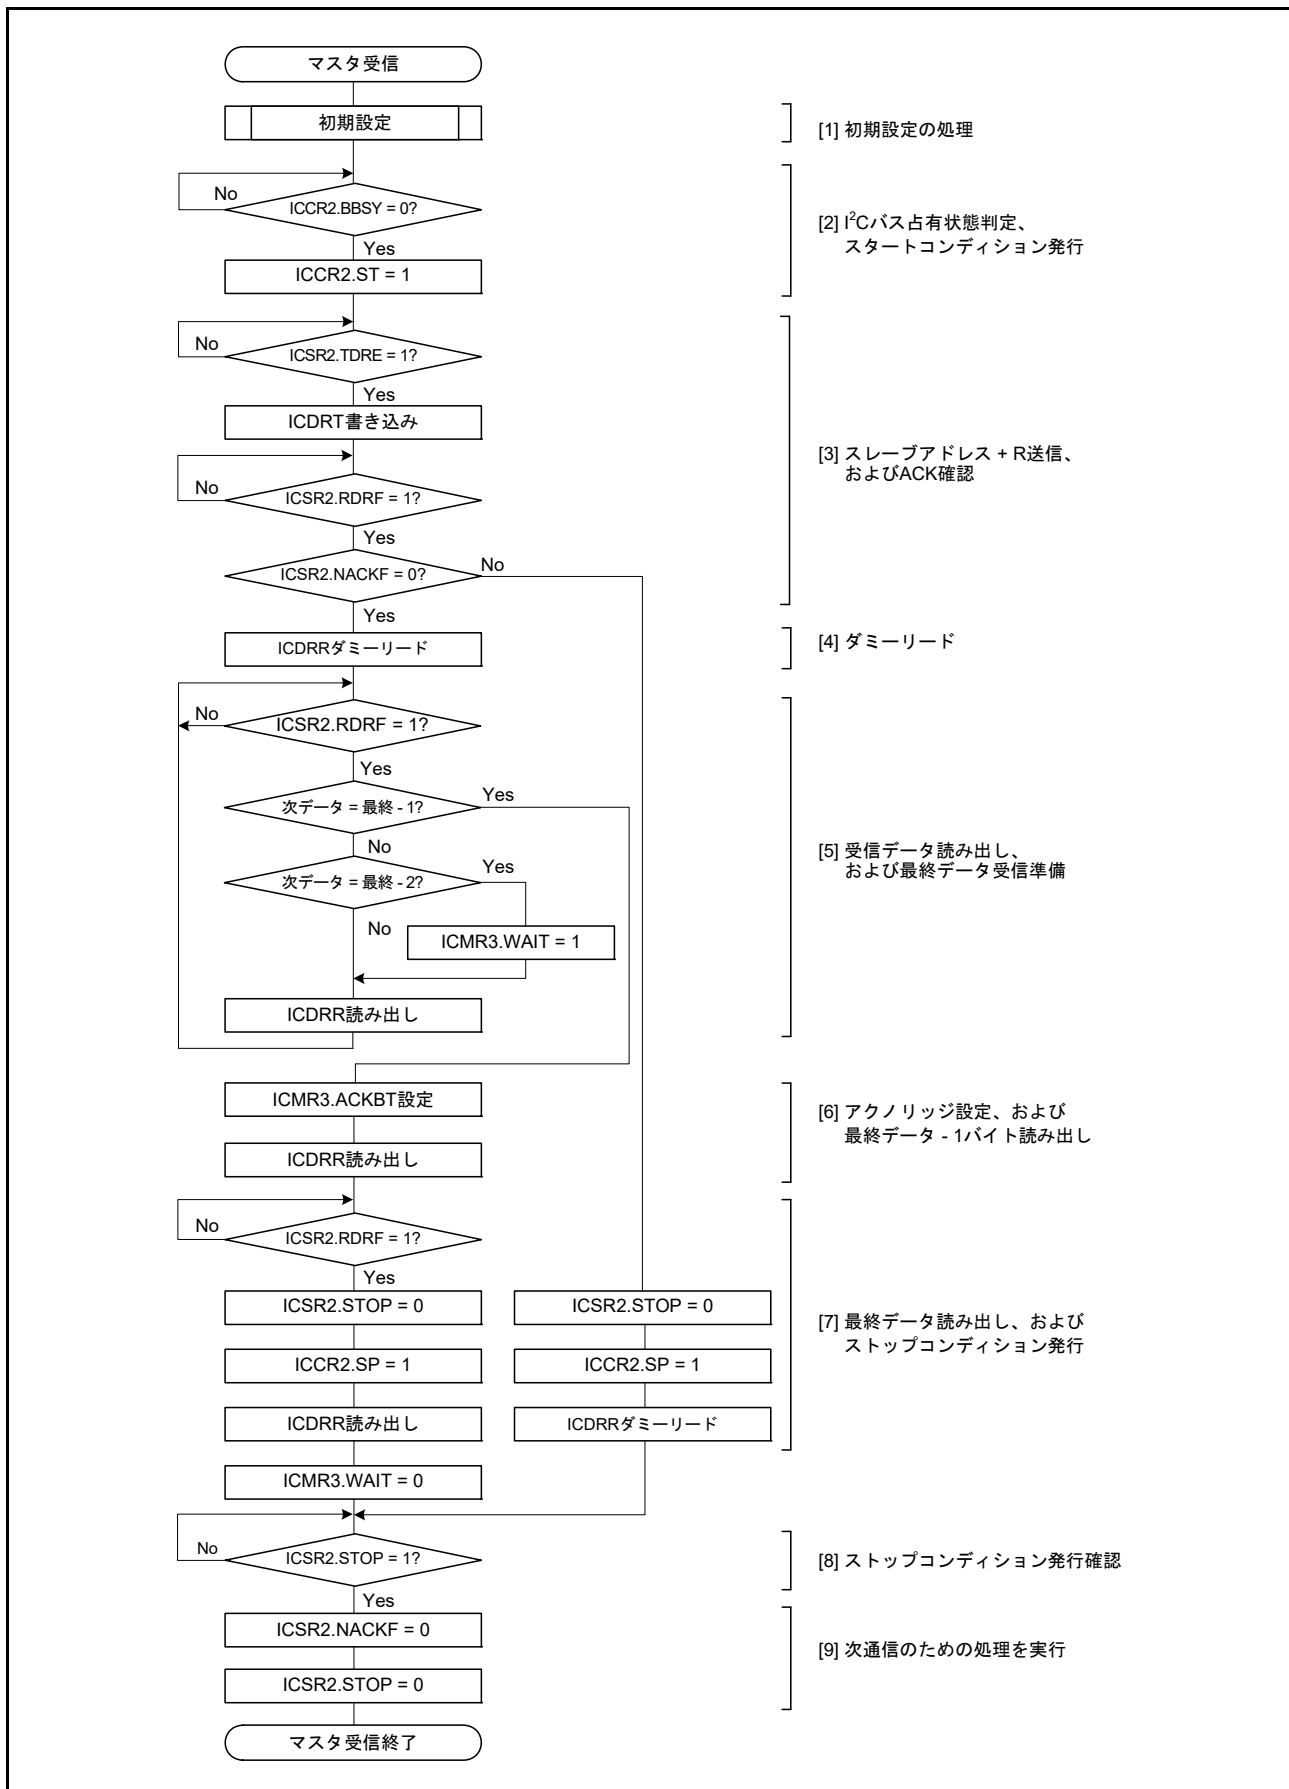 マスタ受信
初期設定
[1] 初期設定の処理
No
ICCR2.BBSY = 0?
Yes
ICCR2.ST = 1
[2] I²Cバス占有状態判定、
スタートコンディション発行
No
ICSR2.TDRE = 1?
Yes
ICDRT書き込み
No
ICSR2.RDRF = 1?
Yes
ICSR2.NACKF = 0?
No
Yes
[3] スレーブアドレス + R送信、
およびACK確認
ICDRRダミーリード
[4] ダミーリード
No
ICSR2.RDRF = 1?
Yes
次データ = 最終 - 1?
Yes
No
次データ = 最終 - 2?
Yes
No
ICMR3.WAIT = 1
ICDRR読み出し
[5] 受信データ読み出し、
および最終データ受信準備
ICMR3.ACKBT設定
ICDRR読み出し
[6] アクノリッジ設定、および
最終データ - 1バイト読み出し
No
ICSR2.RDRF = 1?
Yes
ICSR2.STOP = 0
ICSR2.STOP = 0
ICCR2.SP = 1
ICCR2.SP = 1
ICDRR読み出し
ICDRRダミーリード
ICMR3.WAIT = 0
[7] 最終データ読み出し、および
ストップコンディション発行
No
ICSR2.STOP = 1?
Yes
[8] ストップコンディション発行確認
ICSR2.NACKF = 0
ICSR2.STOP = 0
[9] 次通信のための処理を実行
マスタ受信終了